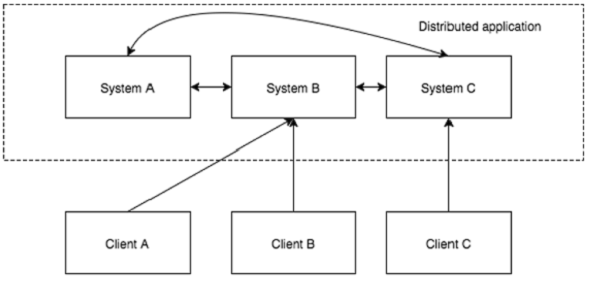 Distributed application
System A
System B
System C
Client A
Client B
Client C